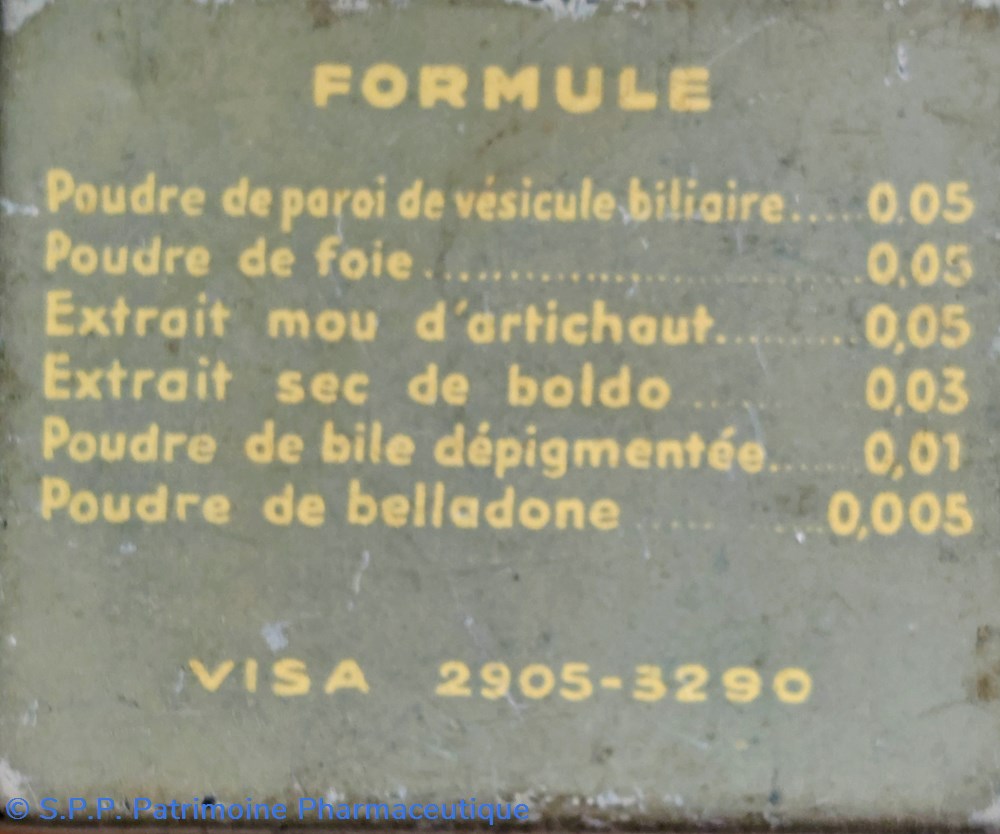 FORMULE
Poudre de paroi de vésicule biliaire..... 0,05
Poudre de foie........................... 0,05
Extrait mou d'artichaut.......... 0,05
Extrait sec de boldo ..... 0,03
Poudre de bile dépigmentée...... 0,01
Poudre de belladone .......... 0,005
VISA 2905-3290
© S.P.P. Patrimoine Pharmaceutique